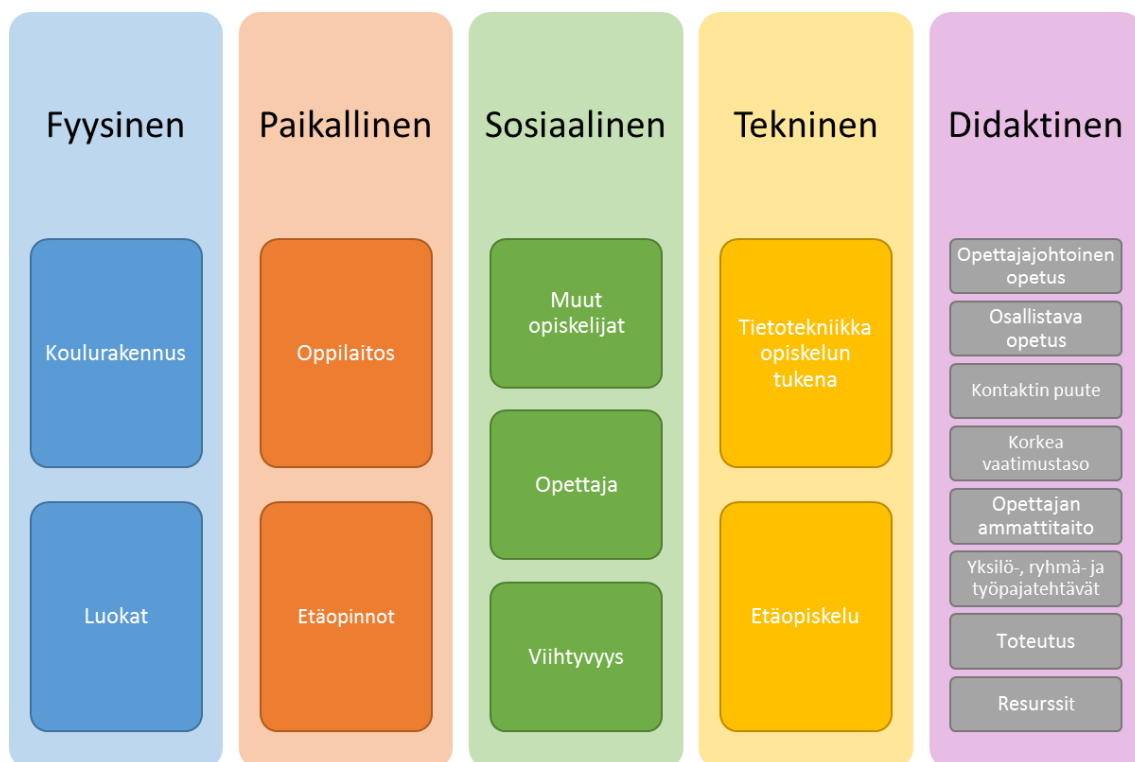 Fyysinen
Koulurakennus
Luokat
Paikallinen
Oppilaitos
Etäopinnot
Sosiaalinen
Muut
opiskelijat
Opettaja
Viihtyvyys
Tekninen
Tietotekniikka
opiskelun
tukena
Etäopiskelu
Didaktinen
Opettajajohtoinen
opetus
Osallistava
opetus
Kontaktin puute
Korkea
vaatimustaso
Opettajan
ammattitaito
Yksilö-, ryhmä- ja
työpajatehtävät
Toteutus
Resurssit